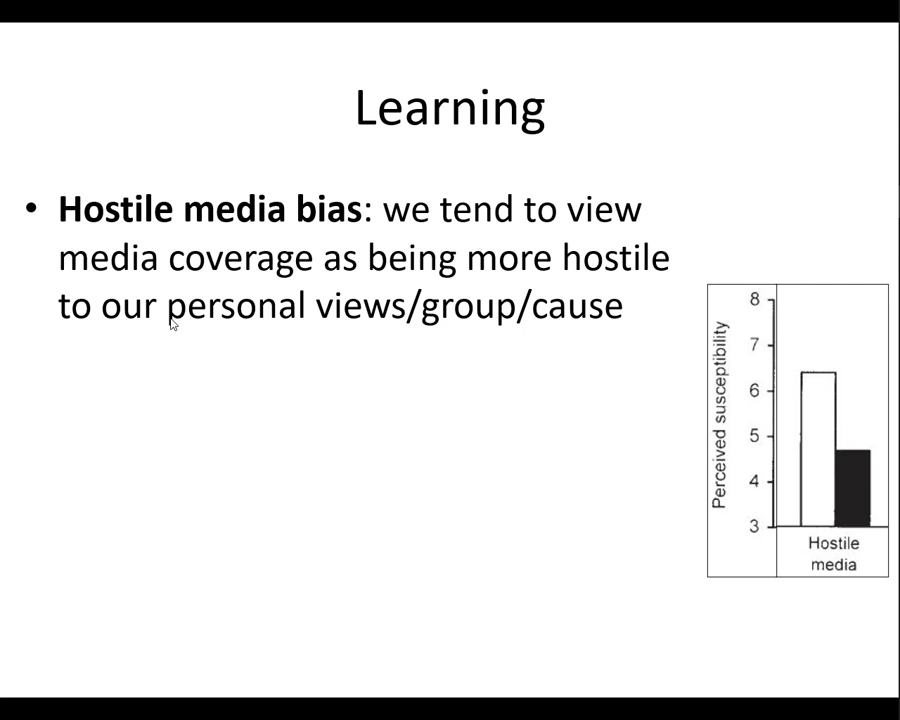 Learning
• Hostile media bias: we tend to view
media coverage as being more hostile
to our personal views/group/cause
Perceived susceptibility
8
7
6
5
4
3
Hostile
media